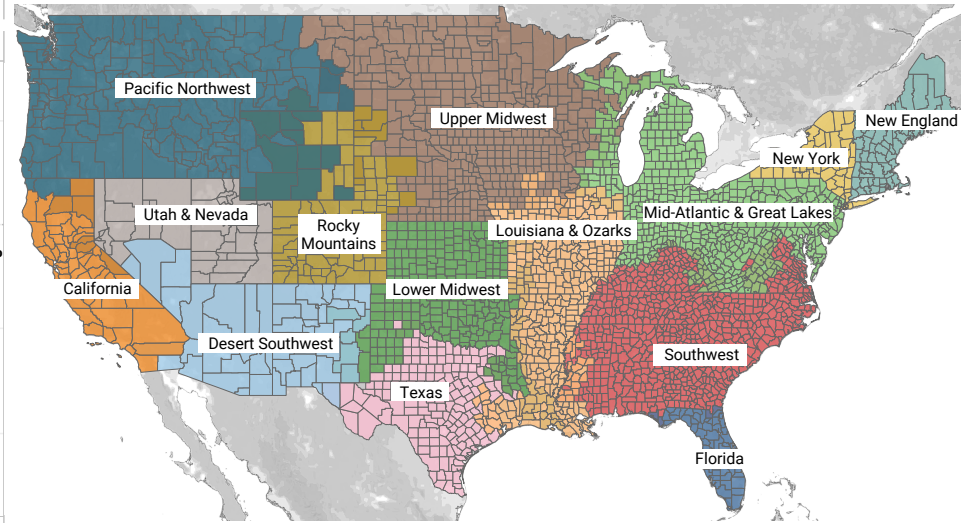 Pacific Northwest
Upper Midwest
New England
New York
Utah & Nevada
Rocky
Mountains
Louisiana & Ozarks
Mid-Atlantic & Great Lakes
California
Lower Midwest
Desert Southwest
Southwest
Texas
Florida